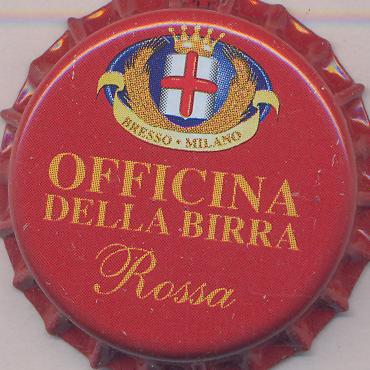 BRESSO • MILANO
OFFICINA
DELLA BIRRA
Rossa